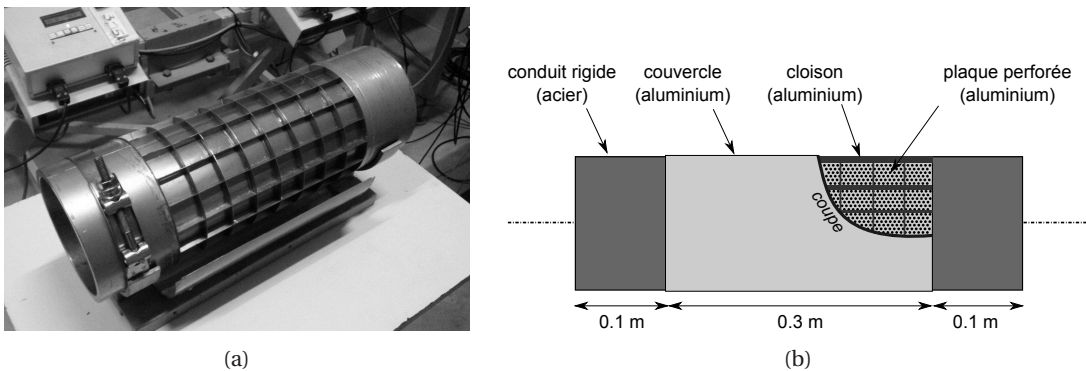 conduit rigide
(acier)
couvercle
(aluminium)
cloison
(aluminium)
plaque perforée
(aluminium)
coupe
0.1 m
0.3 m
0.1 m
(a)
(b)